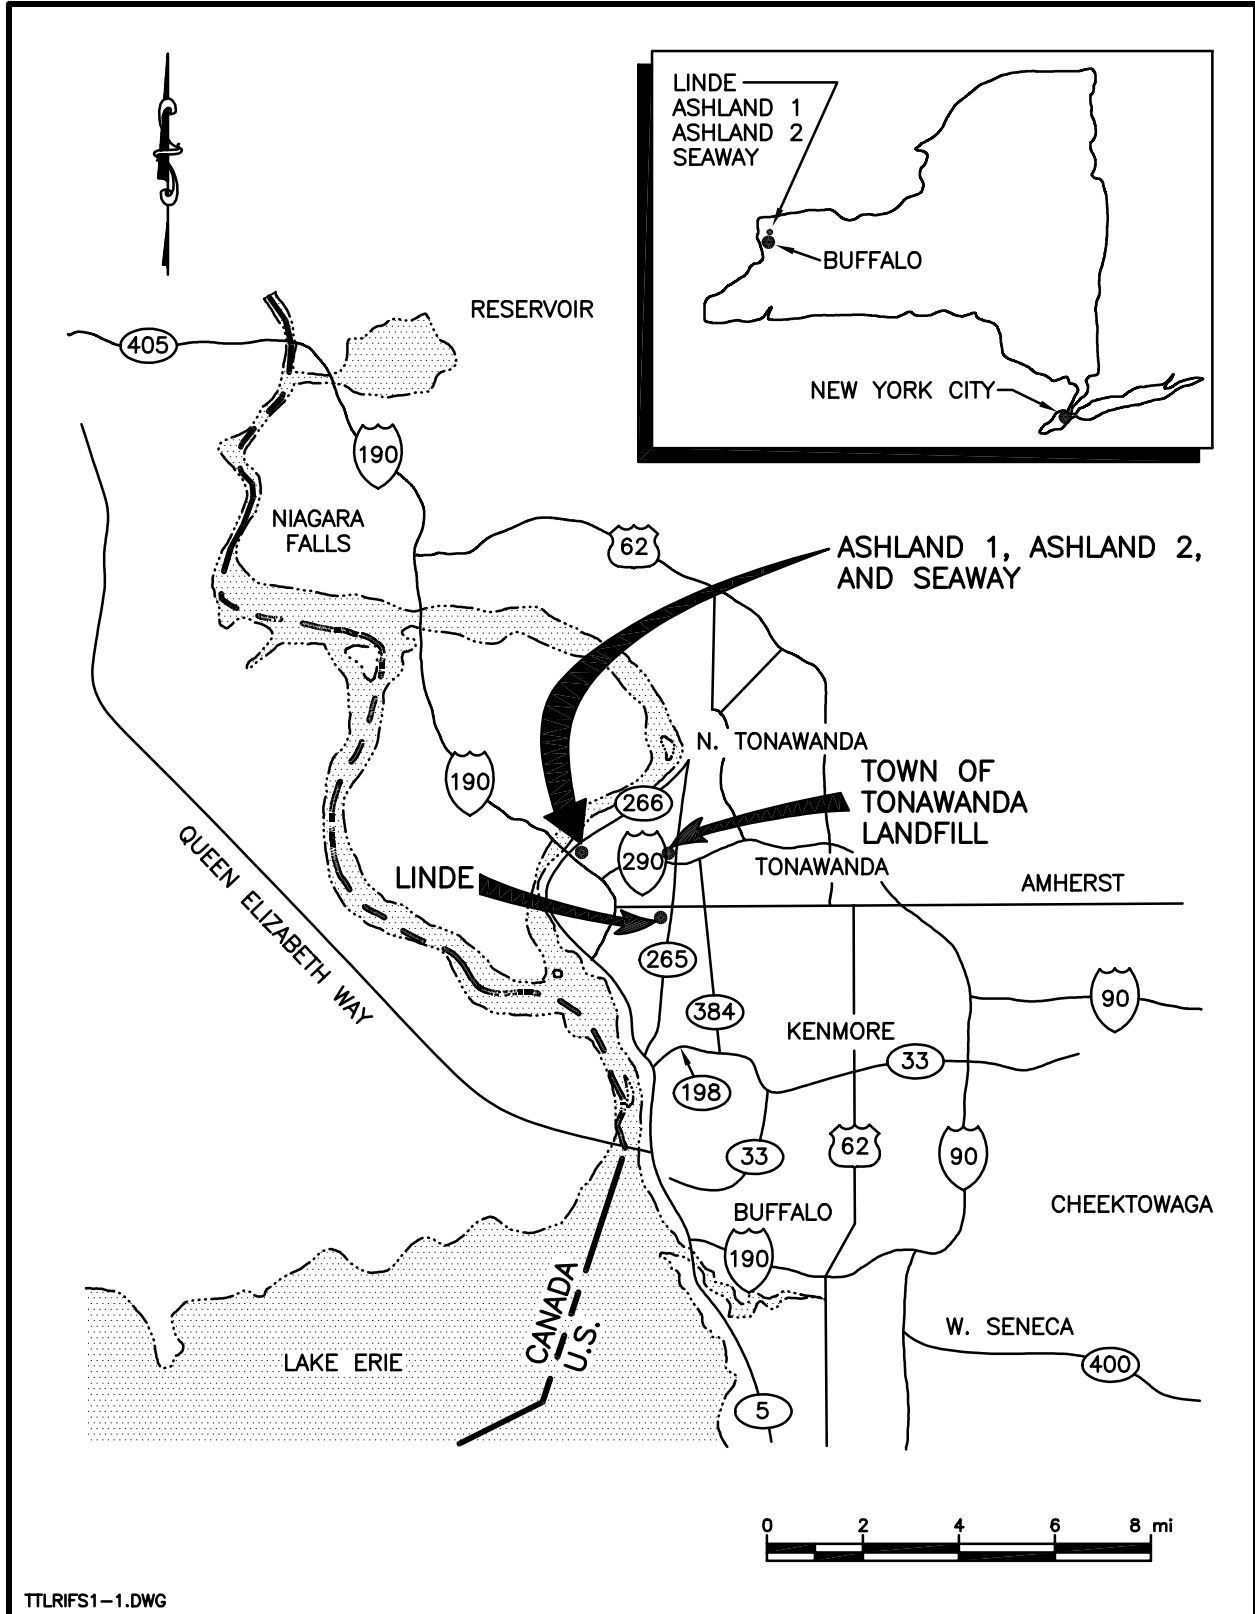 LINDE
ASHLAND 1
ASHLAND 2
SEAWAY
BUFFALO
NEW YORK CITY
RESERVOIR
405
190
NIAGARA
FALLS
62
ASHLAND 1, ASHLAND 2,
AND SEAWAY
N. TONAWANDA
190
266
TOWN OF
TONAWANDA
LANDFILL
290
TONAWANDA
LINDE
AMHERST
QUEEN ELIZABETH WAY
265
384
90
KENMORE
33
198
33
62
90
CHEEKTOWAGA
BUFFALO
190
CANADA
U.S.
W. SENECA
LAKE ERIE
400
5
0 2 4 6 8 mi
TTLRIFS1-1.DWG